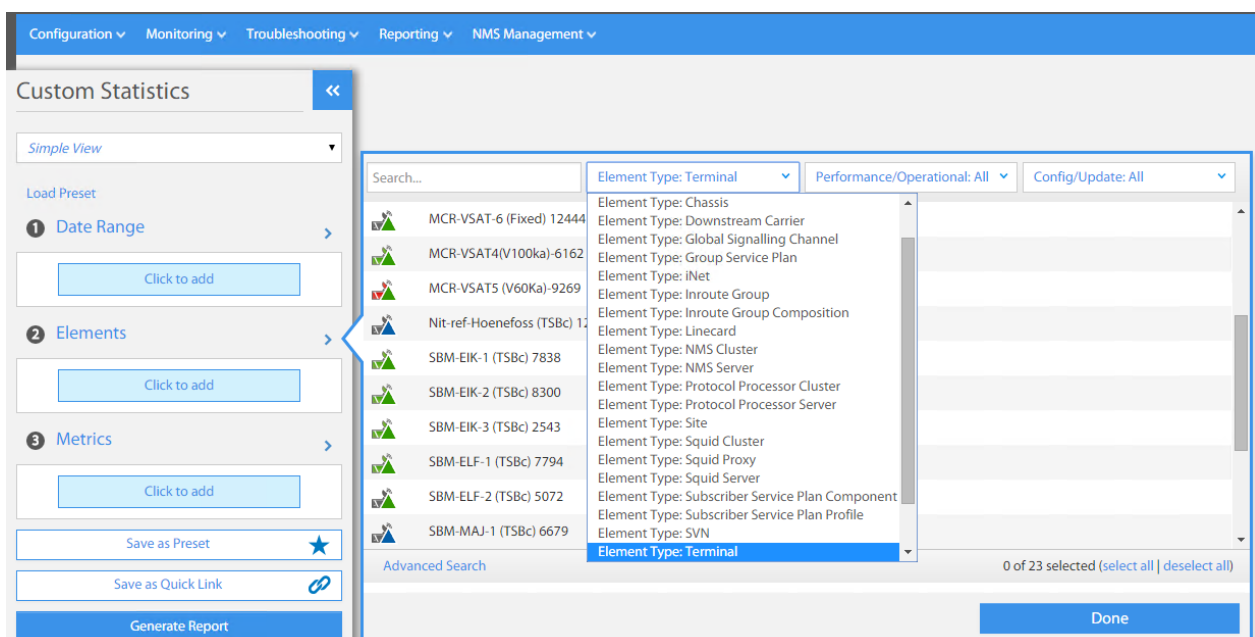 Configuration Monitoring Troubleshooting Reporting NMS Management
Custom Statistics
Simple View
Load Preset
1 Date Range
Click to add
2 Elements
Click to add
3 Metrics
Click to add
Save as Preset
Save as Quick Link
Generate Report
Search... Element Type: Terminal Performance/Operational: All Config/Update: All
MCR-VSAT-6 (Fixed) 12444
MCR-VSAT4(V100ka)-6162
MCR-VSAT5 (V60Ka)-9269
Nit-ref-Hoenefoss (TSBc) 12
SBM-EIK-1 (TSBc) 7838
SBM-EIK-2 (TSBc) 8300
SBM-EIK-3 (TSBc) 2543
SBM-ELF-1 (TSBc) 7794
SBM-ELF-2 (TSBc) 5072
SBM-MAJ-1 (TSBc) 6679
Element Type: Chassis
Element Type: Downstream Carrier
Element Type: Global Signalling Channel
Element Type: Group Service Plan
Element Type: iNet
Element Type: Inroute Group
Element Type: Inroute Group Composition
Element Type: Linecard
Element Type: NMS Cluster
Element Type: NMS Server
Element Type: Protocol Processor Cluster
Element Type: Protocol Processor Server
Element Type: Site
Element Type: Squid Cluster
Element Type: Squid Proxy
Element Type: Squid Server
Element Type: Subscriber Service Plan Component
Element Type: Subscriber Service Plan Profile
Element Type: SVN
Element Type: Terminal
Advanced Search 0 of 23 selected (select all | deselect all)
Done